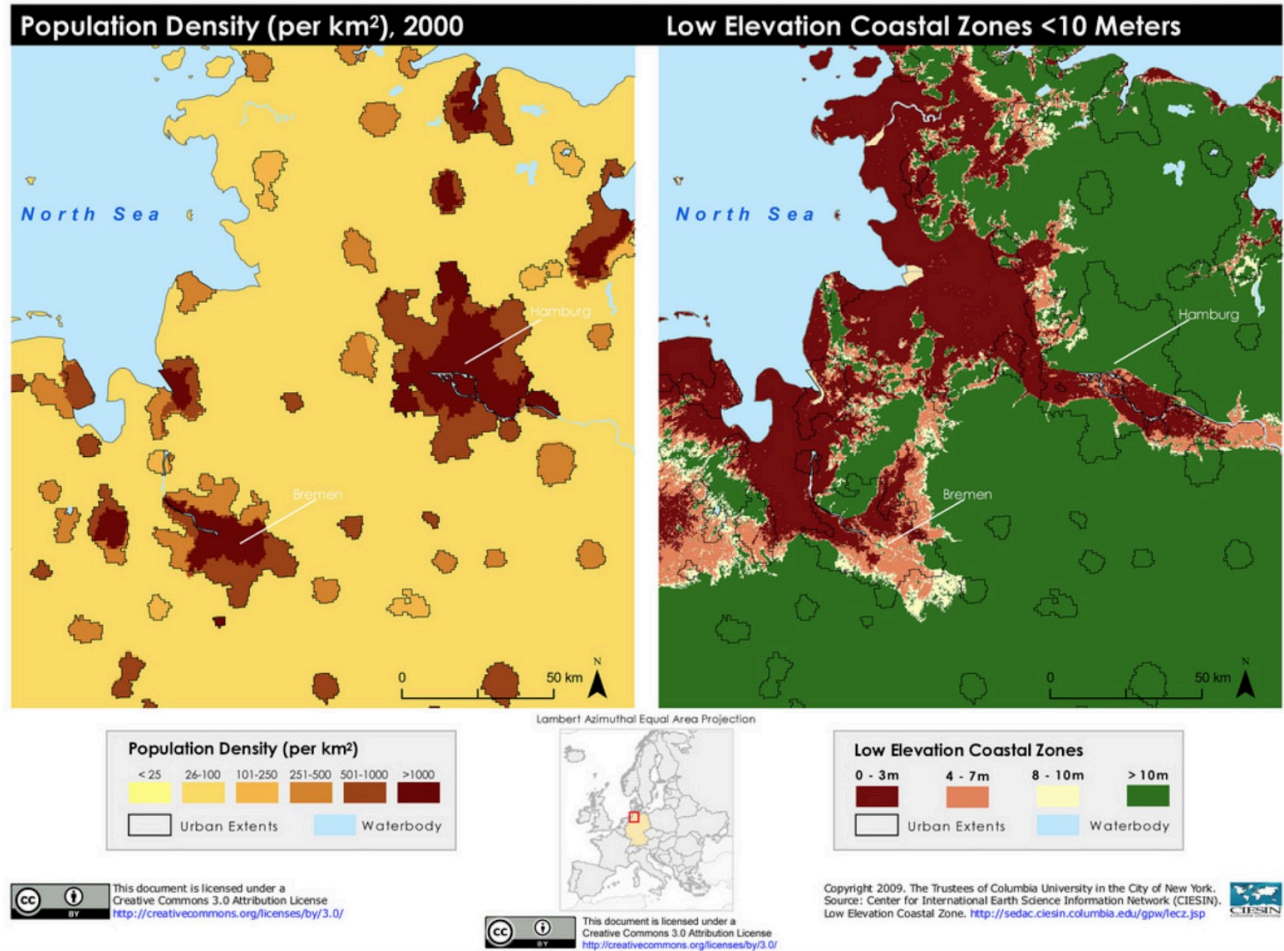 Population Density (per km²), 2000
Low Elevation Coastal Zones <10 Meters
North Sea
Hamburg
Bremen
0 50 km
N
North Sea
Hamburg
Bremen
0 50 km
N
Lambert Azimuthal Equal Area Projection
Population Density (per km²)
< 25 26-100 101-250 251-500 501-1000 >1000
Urban Extents Waterbody
Low Elevation Coastal Zones
0 - 3m 4 - 7m 8 - 10m > 10m
Urban Extents Waterbody
cc BY
This document is licensed under a
Creative Commons 3.0 Attribution License
http://creativecommons.org/licenses/by/3.0/
cc BY
This document is licensed under a
Creative Commons 3.0 Attribution License
http://creativecommons.org/licenses/by/3.0/
Copyright 2009. The Trustees of Columbia University in the City of New York.
Source: Center for International Earth Science Information Network (CIESIN).
Low Elevation Coastal Zone. http://sedac.ciesin.columbia.edu/gpw/lecz.jsp
CIESIN